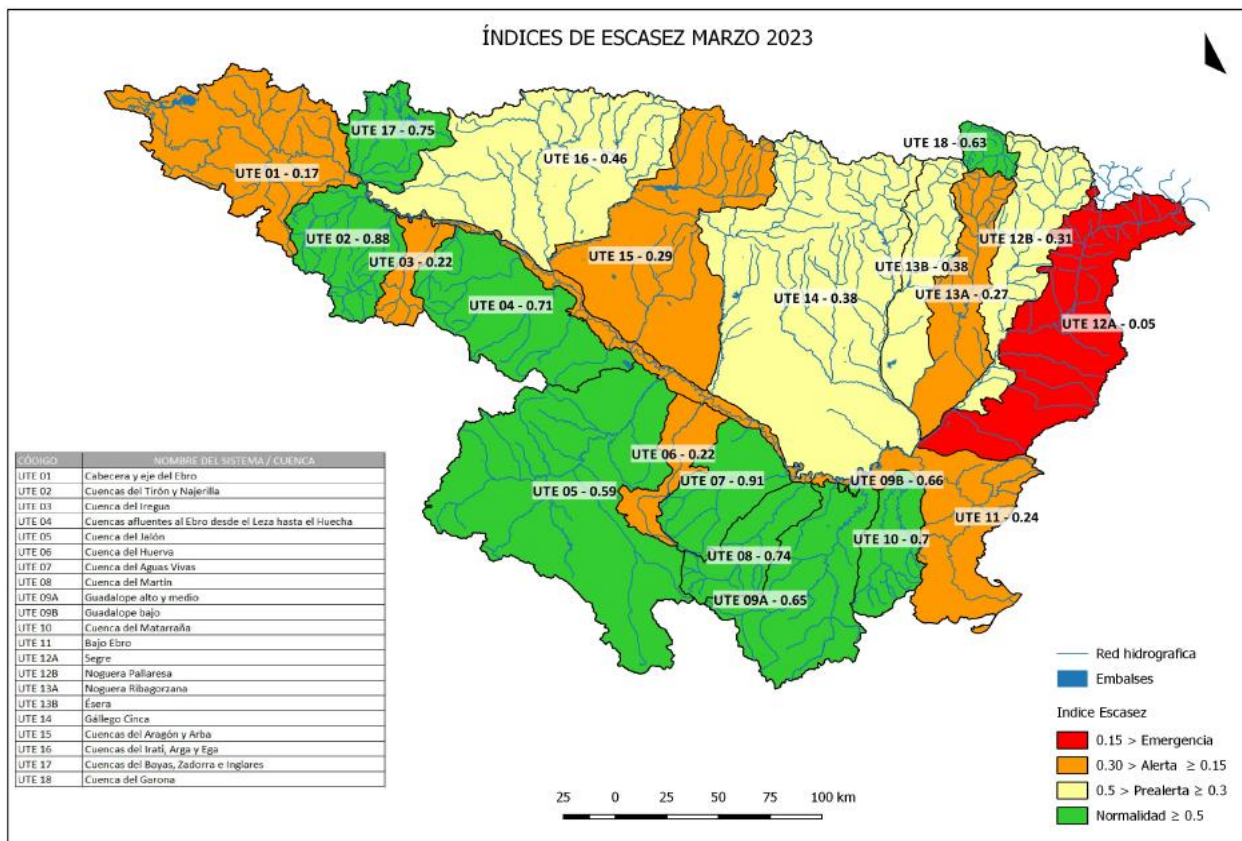 ÍNDICES DE ESCASEZ MARZO 2023
UTE 17 - 0.75
UTE 18 - 0.63
UTE 16 - 0.46
UTE 01 - 0.17
UTE 02 - 0.88
UTE 12B - 0.31
UTE 03 - 0.22
UTE 15 - 0.29
UTE 13B - 0.38
UTE 14 - 0.38
UTE 13A - 0.27
UTE 04 - 0.71
UTE 12A - 0.05
UTE 06 - 0.22
UTE 07 - 0.91
UTE 09B - 0.66
UTE 05 - 0.59
UTE 11 - 0.24
UTE 10 - 0.7
UTE 08 - 0.74
UTE 09A - 0.65
CÓDIGO NOMBRE DEL SISTEMA / CUENCA
UTE 01 Cabecera y eje del Ebro
UTE 02 Cuencas del Tirón y Najerilla
UTE 03 Cuenca del Iregua
UTE 04 Cuencas afluentes al Ebro desde el Leza hasta el Huecha
UTE 05 Cuenca del Jalón
UTE 06 Cuenca del Huerva
UTE 07 Cuenca del Aguas Vivas
UTE 08 Cuenca del Martín
UTE 09A Guadalope alto y medio
UTE 09B Guadalope bajo
UTE 10 Cuenca del Matarraña
UTE 11 Bajo Ebro
UTE 12A Segre
UTE 12B Noguera Pallaresa
UTE 13A Noguera Ribagorzana
UTE 13B Ésera
UTE 14 Gállego Cinca
UTE 15 Cuencas del Aragón y Arba
UTE 16 Cuencas del Irati, Arga y Ega
UTE 17 Cuencas del Bayas, Zadorra e Inglares
UTE 18 Cuenca del Garona
Red hidrografica
Embalses
Indice Escasez
0.15 > Emergencia
0.30 > Alerta ≥ 0.15
0.5 > Prealerta ≥ 0.3
Normalidad ≥ 0.5
25 0 25 50 75 100 km